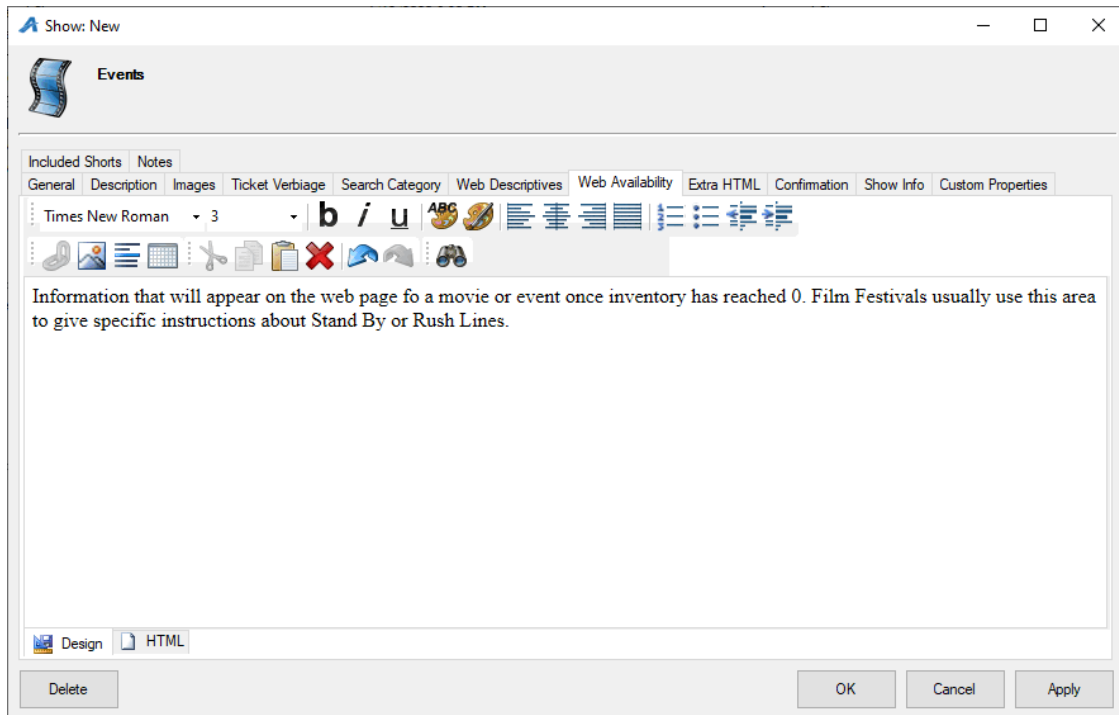 Show: New
Events
Included Shorts Notes
General Description Images Ticket Verbiage Search Category Web Descriptives Web Availability Extra HTML Confirmation Show Info Custom Properties
Times New Roman 3 b i u ABC
Information that will appear on the web page fo a movie or event once inventory has reached 0. Film Festivals usually use this area
to give specific instructions about Stand By or Rush Lines.
Design HTML
Delete OK Cancel Apply